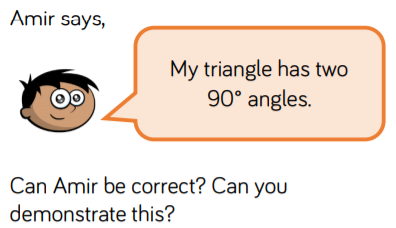 Amir says,
My triangle has two
90° angles.
Can Amir be correct? Can you
demonstrate this?